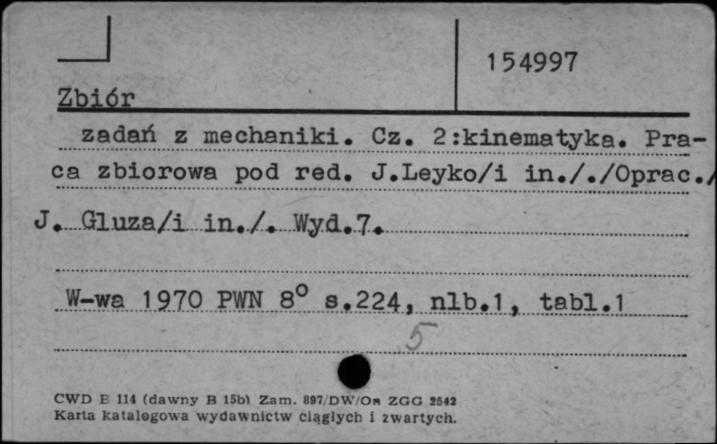 154997
Zbiór
zadań z mechaniki. Cz. 2:kinematyka. Pra-
ca zbiorowa pod red. J.Leyko/i in./. /Oprac./
J. Gluza/i in./. Wyd.7.
W-wa 1970 PWN 8° s.224, nlb.1, tabl.1
5
CWD E 114 (dawny B 15b) Zam. 897/DW/Om ZGG 2542
Karta katalogowa wydawnictw ciągłych i zwartych.